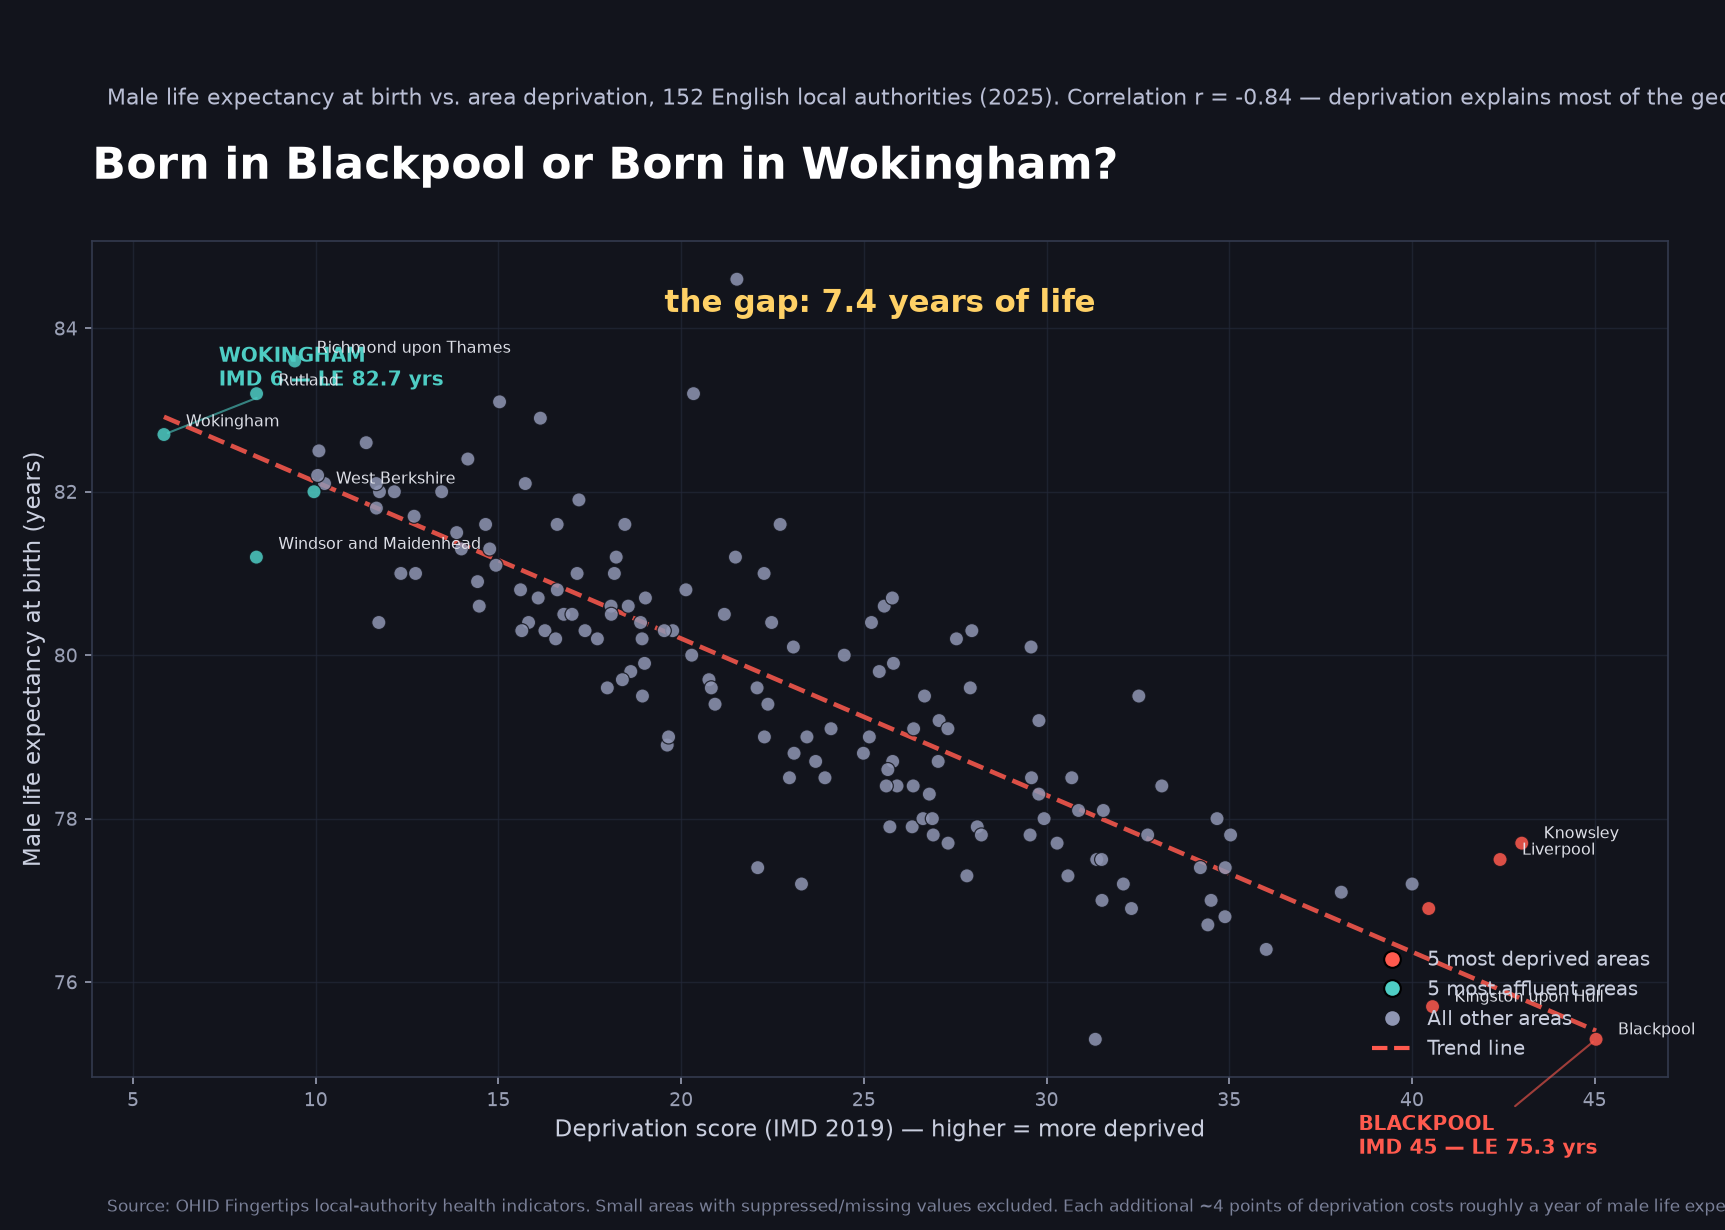 Male life expectancy at birth vs. area deprivation, 152 English local authorities (2025). Correlation r = -0.84 — deprivation explains most of the
Born in Blackpool or Born in Wokingham?
the gap: 7.4 years of life
Richmond upon Thames
WOKINGHAM
IMD 6 — LE 82.7 yrs
Rutland
Wokingham
West Berkshire
Windsor and Maidenhead
Knowsley
Liverpool
Kingston upon Hull
Blackpool
5 most deprived areas
5 most affluent areas
All other areas
Trend line
Male life expectancy at birth (years)
84
82
80
78
76
5 10 15 20 25 30 35 40 45
Deprivation score (IMD 2019) — higher = more deprived
BLACKPOOL
IMD 45 — LE 75.3 yrs
Source: OHID Fingertips local-authority health indicators. Small areas with suppressed/missing values excluded. Each additional ~4 points of deprivation costs roughly a year of male life